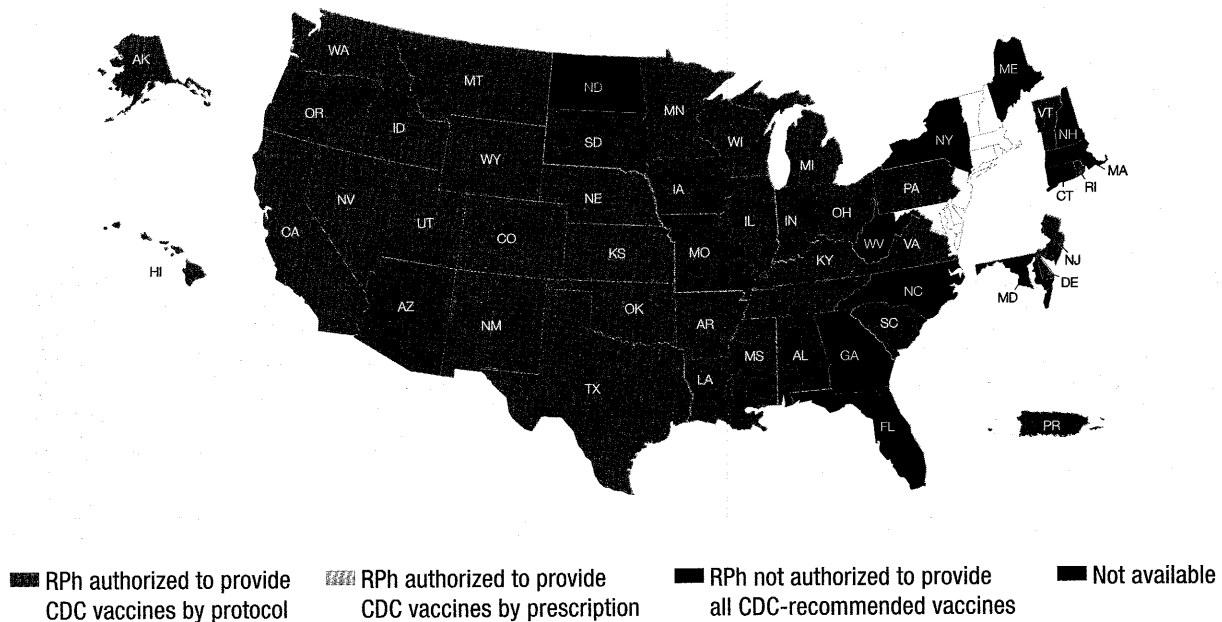 AK
WA
MT
ND
MN
ME
OR
ID
SD
WI
NY
VT
NH
WY
MI
MA
IA
PA
CT
RI
NV
NE
OH
CA
UT
CO
IL
IN
WV
VA
KS
MO
KY
NJ
HI
DE
MD
AZ
OK
NC
NM
AR
SC
MS
AL
GA
TX
LA
FL
PR
RPh authorized to provide
CDC vaccines by protocol
RPh authorized to provide
CDC vaccines by prescription
RPh not authorized to provide
all CDC-recommended vaccines
Not available